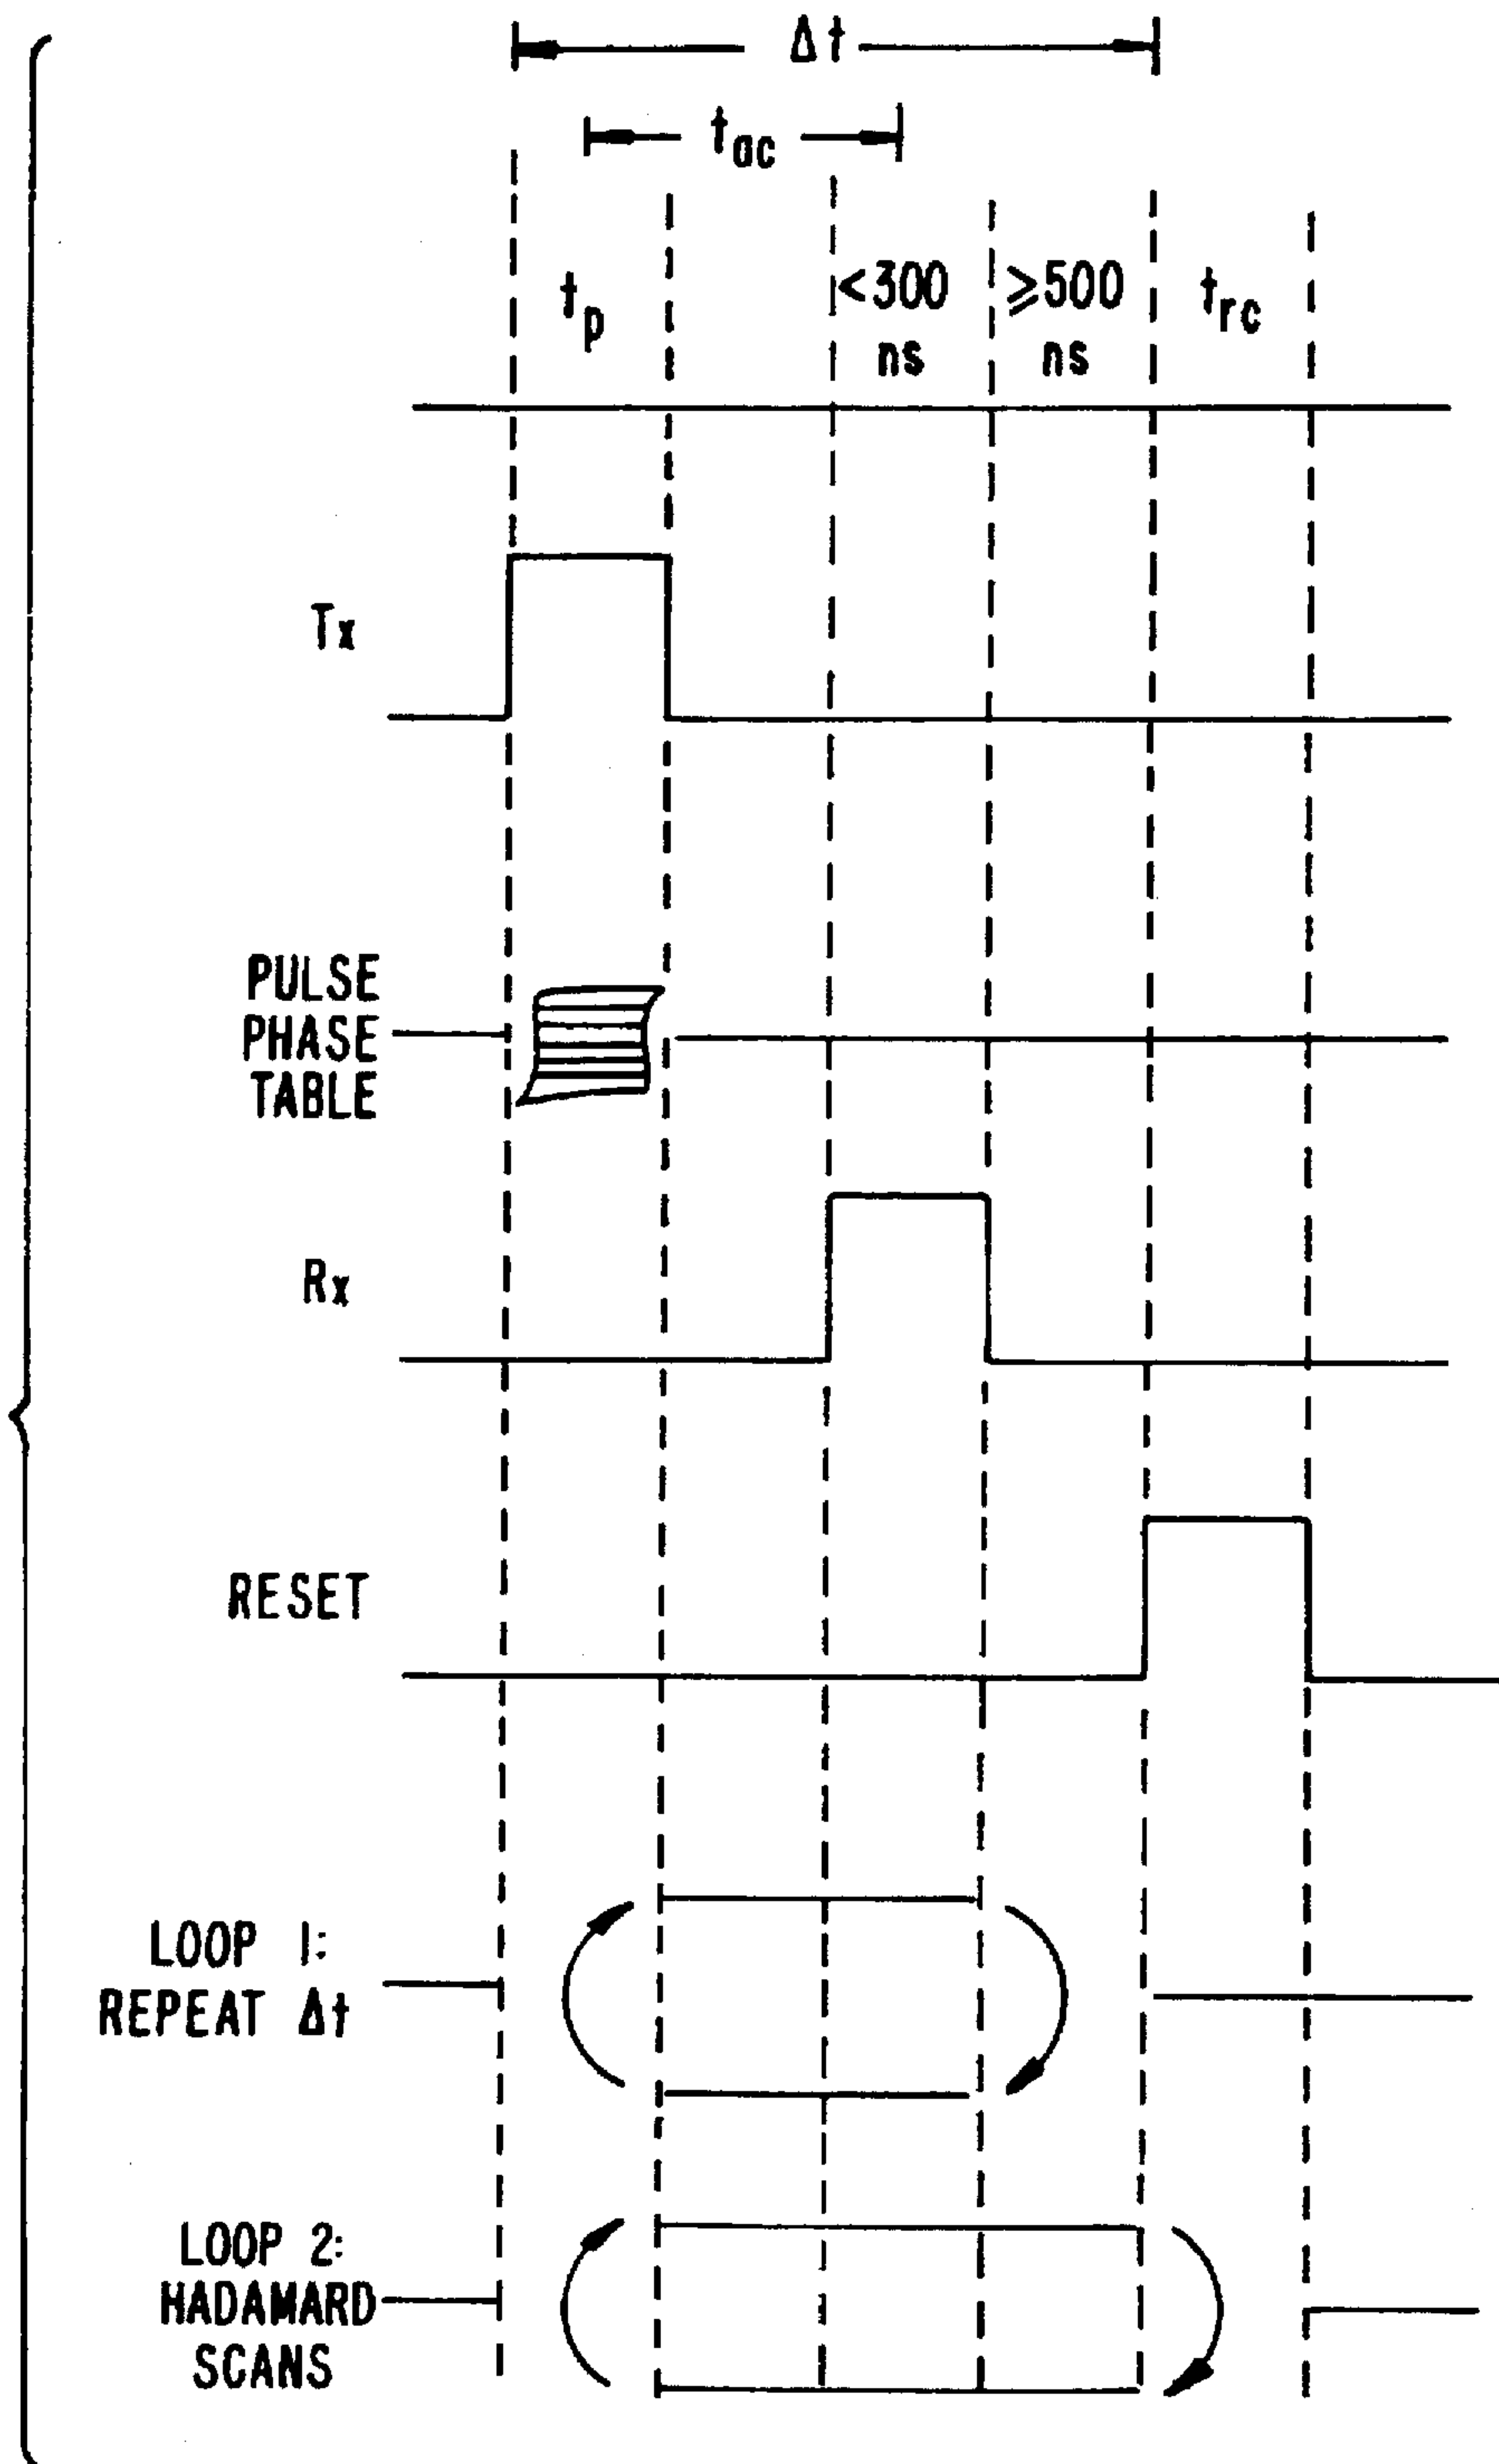 Δt
t_ac
t_p
<300
ns
≥500
ns
t_rc
Tx
PULSE
PHASE
TABLE
Rx
RESET
LOOP 1:
REPEAT Δt
LOOP 2:
HADAMARD
SCANS